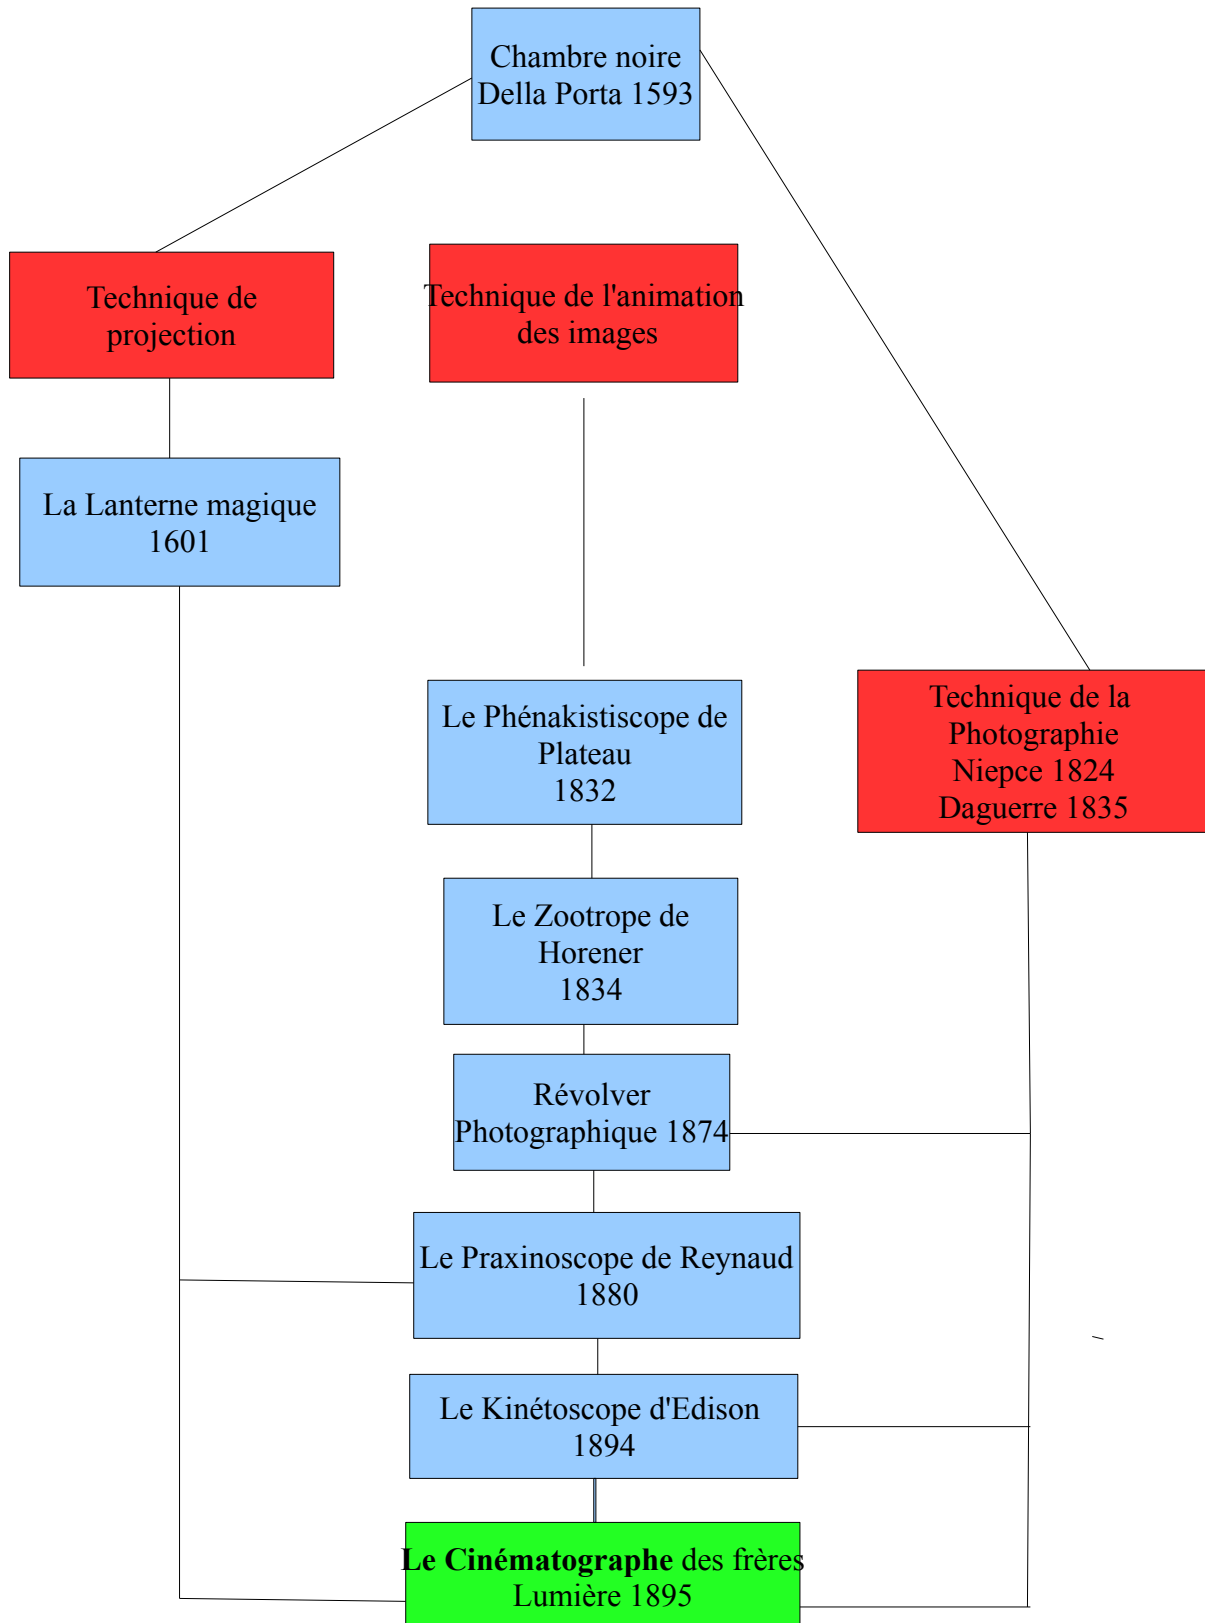 Chambre noire
Della Porta 1593
Technique de
projection
Technique de l'animation
des images
La Lanterne magique
1601
Le Phénakistiscope de
Plateau
1832
Technique de la
Photographie
Niepce 1824
Daguerre 1835
Le Zootrope de
Horener
1834
Révolver
Photographique 1874
Le Praxinoscope de Reynaud
1880
Le Kinétoscope d'Edison
1894
Le Cinématographe des frères
Lumière 1895